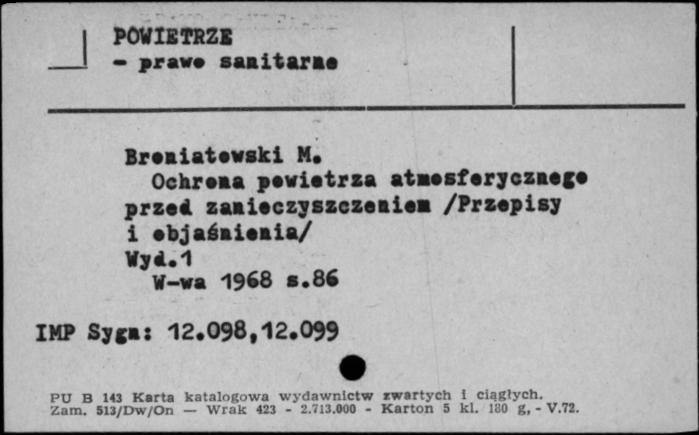 POWIETRZE
- prawo sanitarne
Broniatowski M.
Ochrona powietrza atmosferycznego
przed zanieczyszczeniem /Przepisy
i objaśnienia/
Wyd.1
W-wa 1968 s.86
IMP Sygn: 12.098,12.099
PU B 143 Karta katalogowa wydawnictw zwartych i ciągłych.
Zam. 513/Dw/On — Wrak 423 - 2.713.000 - Karton 5 kl. 180 g, - V.72.